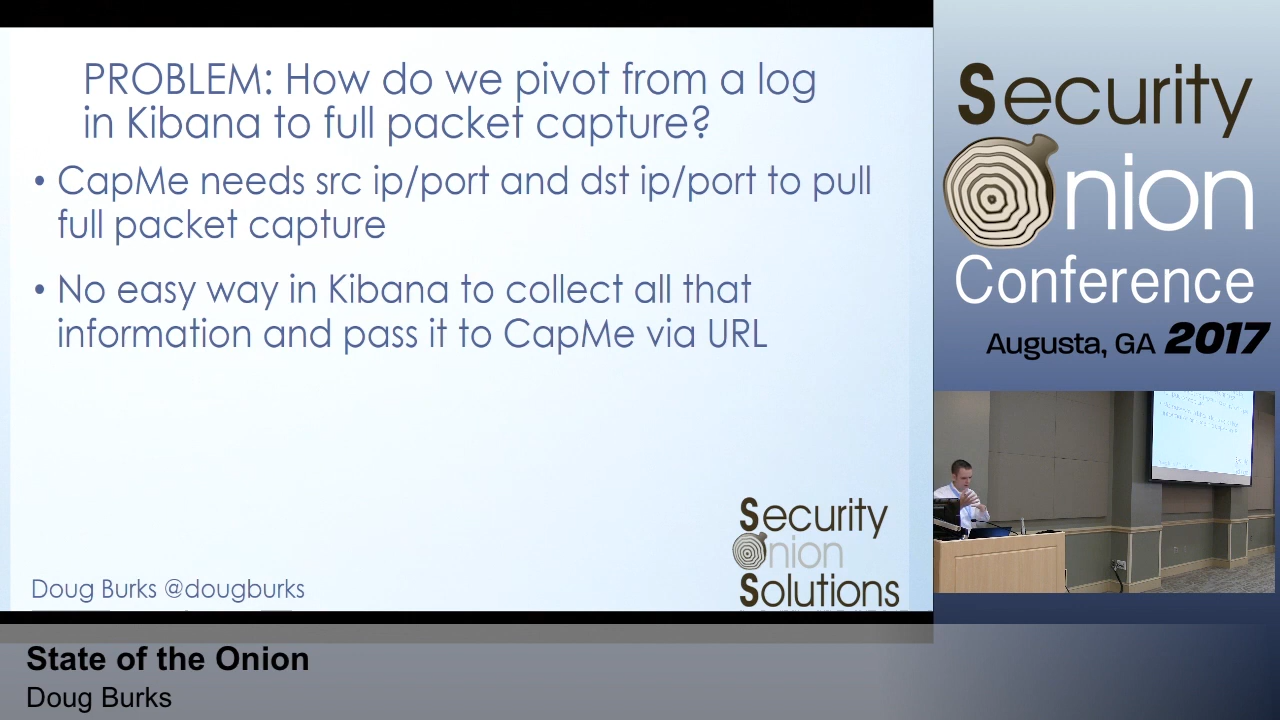 PROBLEM: How do we pivot from a log
in Kibana to full packet capture?
• CapMe needs src ip/port and dst ip/port to pull
full packet capture
• No easy way in Kibana to collect all that
information and pass it to CapMe via URL
Doug Burks @dougburks
Security
Onion
Solutions
Security
Onion
Conference
Augusta, GA 2017
State of the Onion
Doug Burks